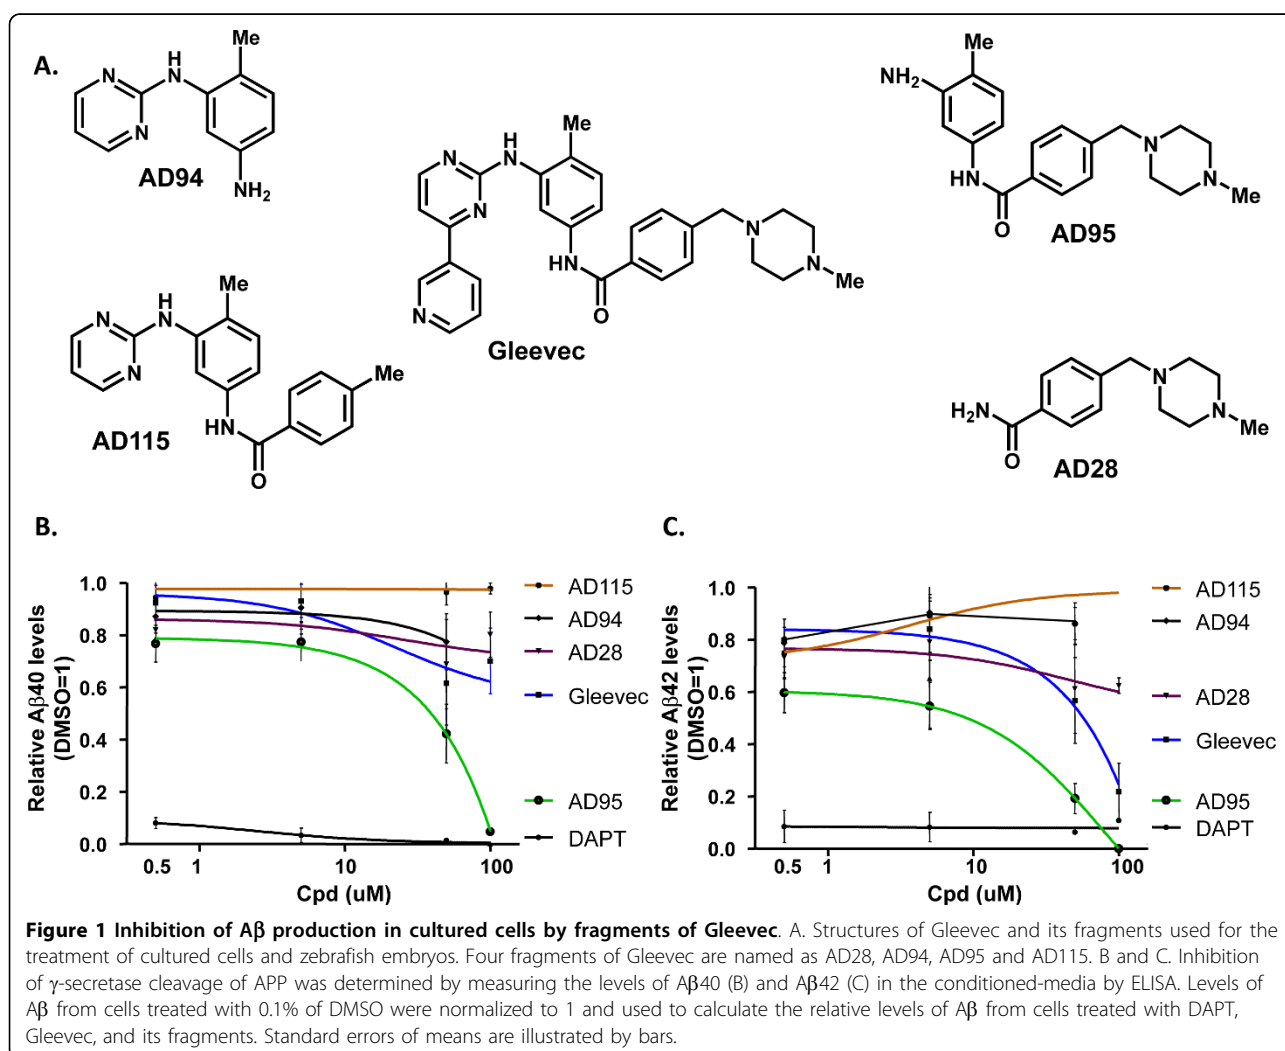 A.
Me
H
N
N
N
NH2
AD94
Me
H
N
N
N
HN
O
N
N
N
Me
Gleevec
Me
NH2
HN
O
N
N
Me
AD95
Me
H
N
N
N
HN
O
Me
AD115
H2N
O
N
N
Me
AD28
B.
Relative Aβ40 levels
(DMSO=1)
1.0
0.8
0.6
0.4
0.2
0.0
0.5 1 10 100
Cpd (uM)
AD115
AD94
AD28
Gleevec
AD95
DAPT
C.
Relative Aβ42 levels
(DMSO=1)
1.0
0.8
0.6
0.4
0.2
0.0
0.5 1 10 100
Cpd (uM)
AD115
AD94
AD28
Gleevec
AD95
DAPT
Figure 1 Inhibition of Aβ production in cultured cells by fragments of Gleevec. A. Structures of Gleevec and its fragments used for the
treatment of cultured cells and zebrafish embryos. Four fragments of Gleevec are named as AD28, AD94, AD95 and AD115. B and C. Inhibition
of γ-secretase cleavage of APP was determined by measuring the levels of Aβ40 (B) and Aβ42 (C) in the conditioned-media by ELISA. Levels of
Aβ from cells treated with 0.1% of DMSO were normalized to 1 and used to calculate the relative levels of Aβ from cells treated with DAPT,
Gleevec, and its fragments. Standard errors of means are illustrated by bars.